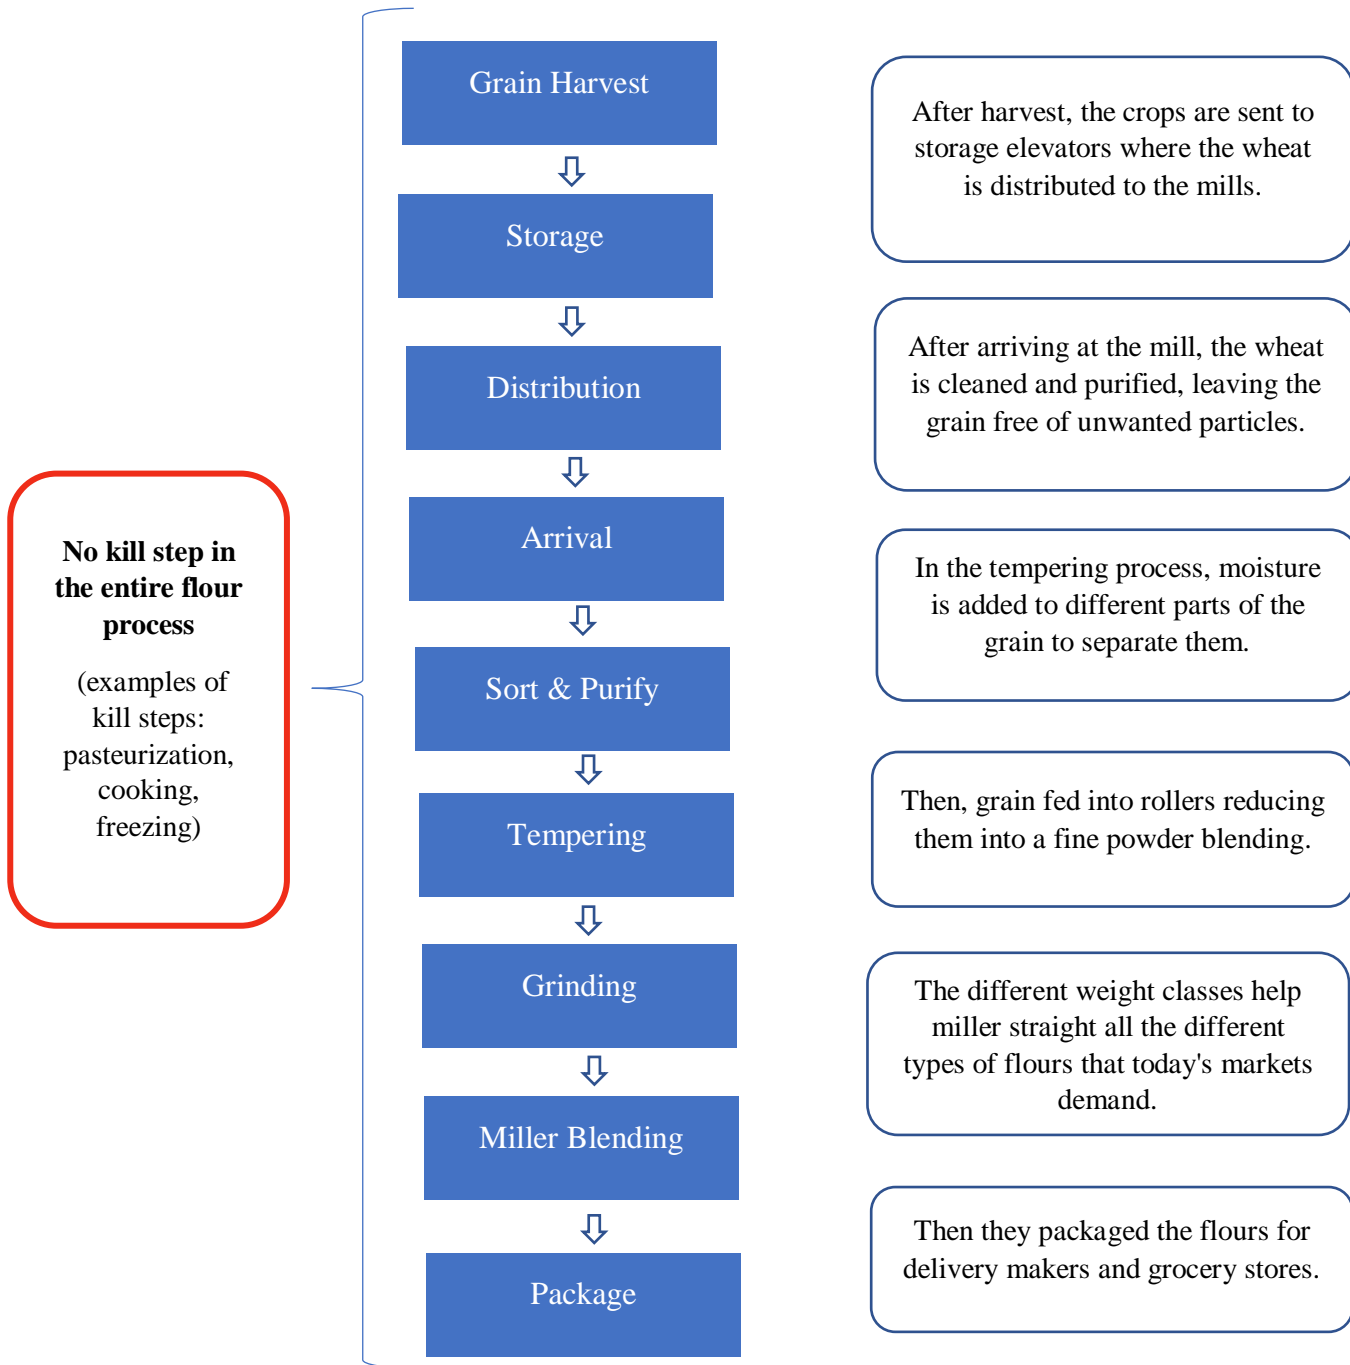 Grain Harvest
Storage
Distribution
Arrival
Sort & Purify
Tempering
Grinding
Miller Blending
Package
No kill step in
the entire flour
process
(examples of
kill steps:
pasteurization,
cooking,
freezing)
After harvest, the crops are sent to
storage elevators where the wheat
is distributed to the mills.
After arriving at the mill, the wheat
is cleaned and purified, leaving the
grain free of unwanted particles.
In the tempering process, moisture
is added to different parts of the
grain to separate them.
Then, grain fed into rollers reducing
them into a fine powder blending.
The different weight classes help
miller straight all the different
types of flours that today's markets
demand.
Then they packaged the flours for
delivery makers and grocery stores.